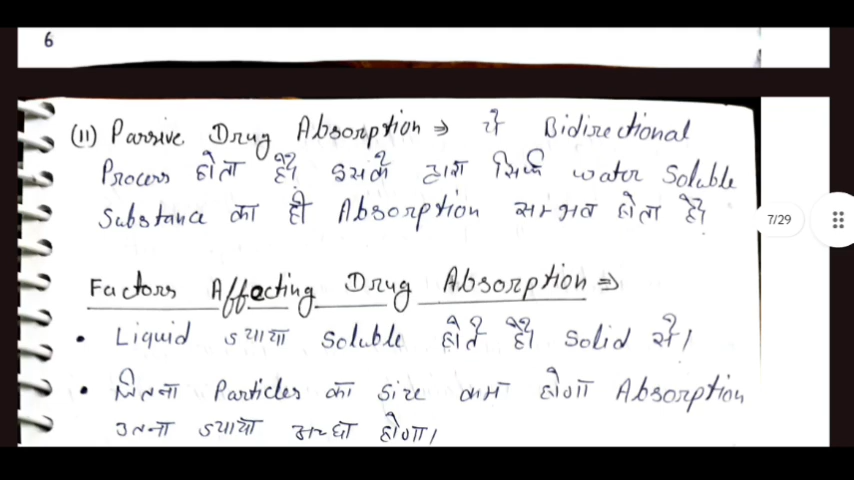 6
(11) Passive Drug Absorption ⇒ ये Bidirectional
Process होता है। इसके द्वारा सिर्फ water Soluble
Substance का ही Absorption सम्भव होता है।
7/29
Factors Affecting Drug Absorption ⇒
• Liquid ज्यादा Soluble होते है। Solid से।
• जितना Particles का size कम होगा Absorption
उतना ज्यादा अच्छा होगा।